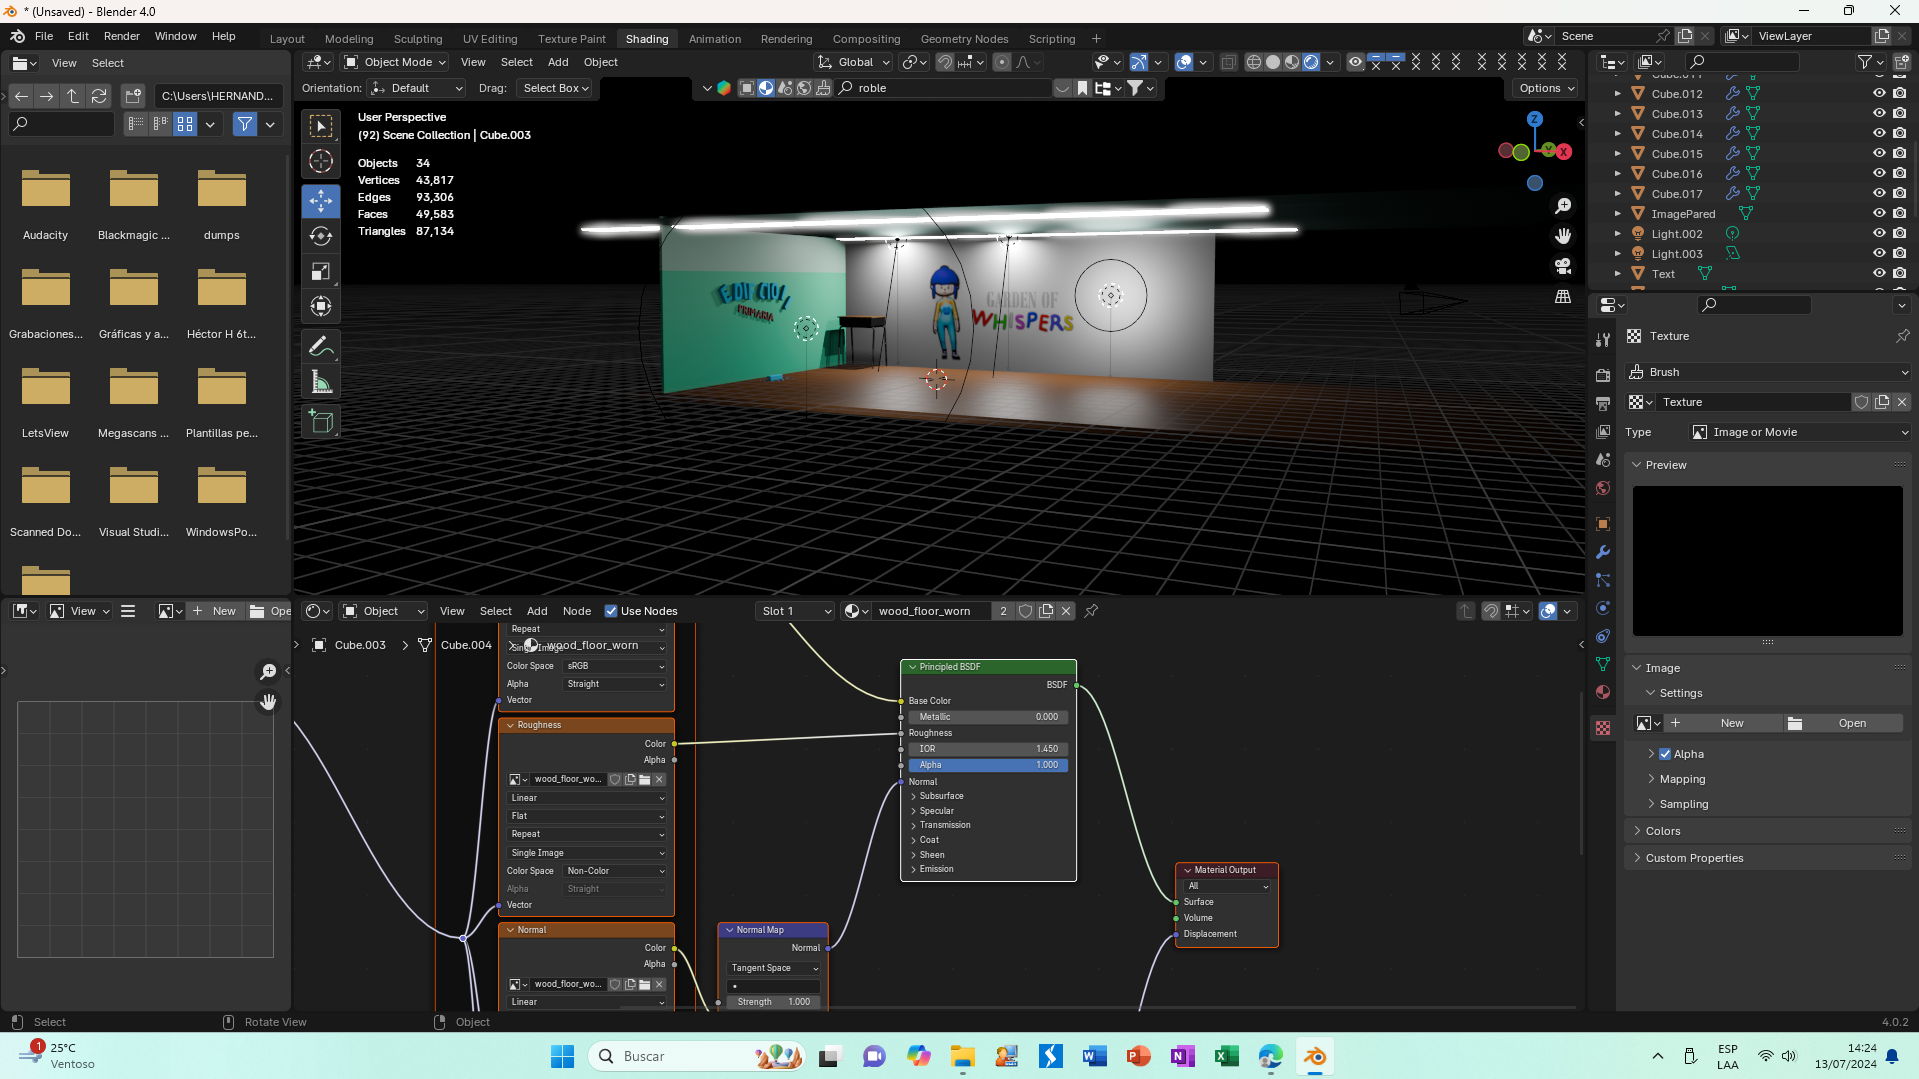 * (Unsaved) - Blender 4.0
File Edit Render Window Help
Layout Modeling Sculpting UV Editing Texture Paint Shading Animation Rendering Compositing Geometry Nodes Scripting +
Scene
ViewLayer
View Select
Object Mode View Select Add Object
Global
C:\Users\HERNAND...
Orientation: Default Drag: Select Box
roble
Options
User Perspective
(92) Scene Collection | Cube.003
Objects 34
Vertices 43,817
Edges 93,306
Faces 49,583
Triangles 87,134
Z
Y
X
EDIFICIO 1
PRIMARIA
GARDEN OF
WHISPERS
Audacity
Blackmagic ...
dumps
Grabaciones...
Gráficas y a...
Héctor H 6t...
LetsView
Megascans ...
Plantillas pe...
Scanned Do...
Visual Studi...
WindowsPo...
Cube.012
Cube.013
Cube.014
Cube.015
Cube.016
Cube.017
ImagePared
Light.002
Light.003
Text
Texture
Brush
Texture
Type Image or Movie
Preview
Image
Settings
New
Open
Alpha
Mapping
Sampling
Colors
Custom Properties
View
New
Ope
Object View Select Add Node Use Nodes
Slot 1
wood_floor_worn
2
Cube.003 > Cube.004 > wood_floor_worn
Repeat
Single Image
Color Space sRGB
Alpha Straight
Vector
Roughness
Color
Alpha
wood_floor_wo...
Linear
Flat
Repeat
Single Image
Color Space Non-Color
Alpha Straight
Vector
Normal
Color
Alpha
wood_floor_wo...
Linear
Normal Map
Normal
Tangent Space
Strength 1.000
Principled BSDF
BSDF
Base Color
Metallic 0.000
Roughness
IOR 1.450
Alpha 1.000
Normal
Subsurface
Specular
Transmission
Coat
Sheen
Emission
Material Output
All
Surface
Volume
Displacement
Select
Rotate View
Object
4.0.2
1
25°C
Ventoso
Buscar
ESP
LAA
14:24
13/07/2024